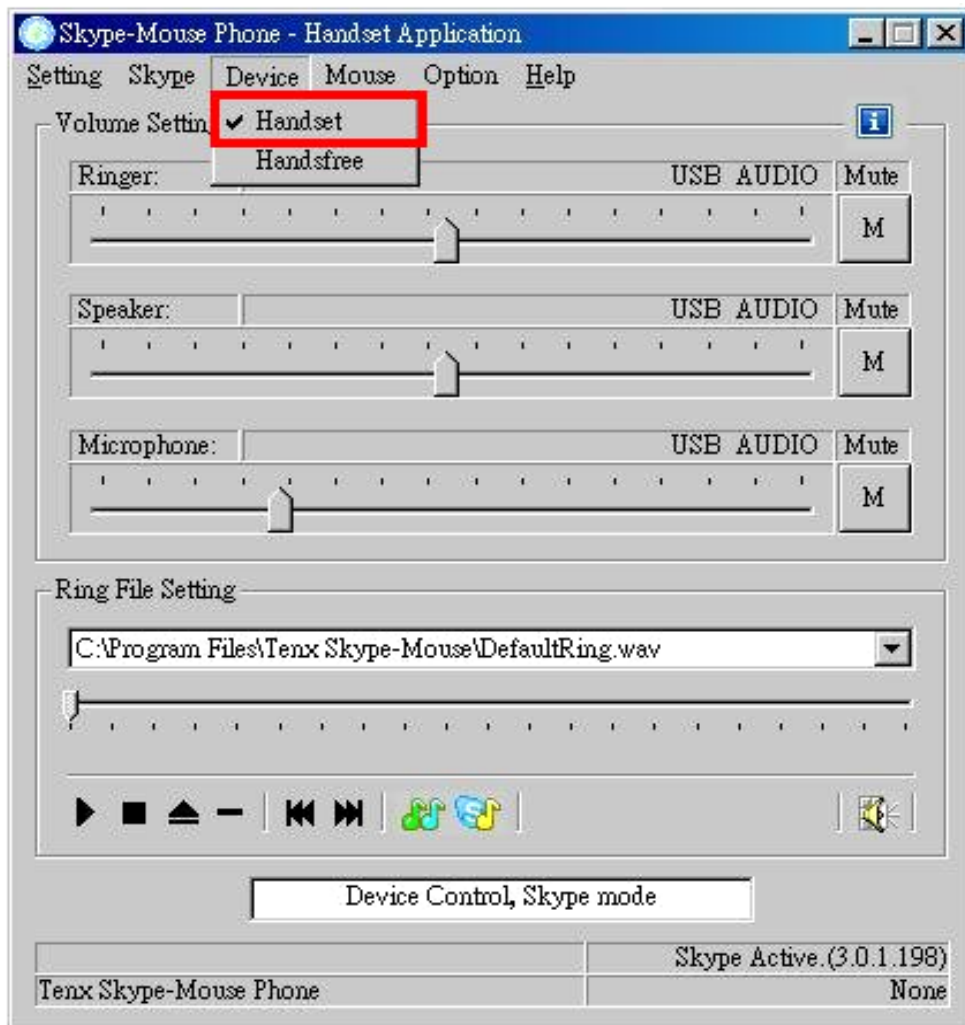 Skype-Mouse Phone - Handset Application
Setting Skype Device Mouse Option Help
Handset
Handsfree
Volume Settin
Ringer: USB AUDIO Mute
M
Speaker: USB AUDIO Mute
M
Microphone: USB AUDIO Mute
M
Ring File Setting
C:\Program Files\Tenx Skype-Mouse\DefaultRing.wav
Device Control, Skype mode
Skype Active.(3.0.1.198)
Tenx Skype-Mouse Phone None